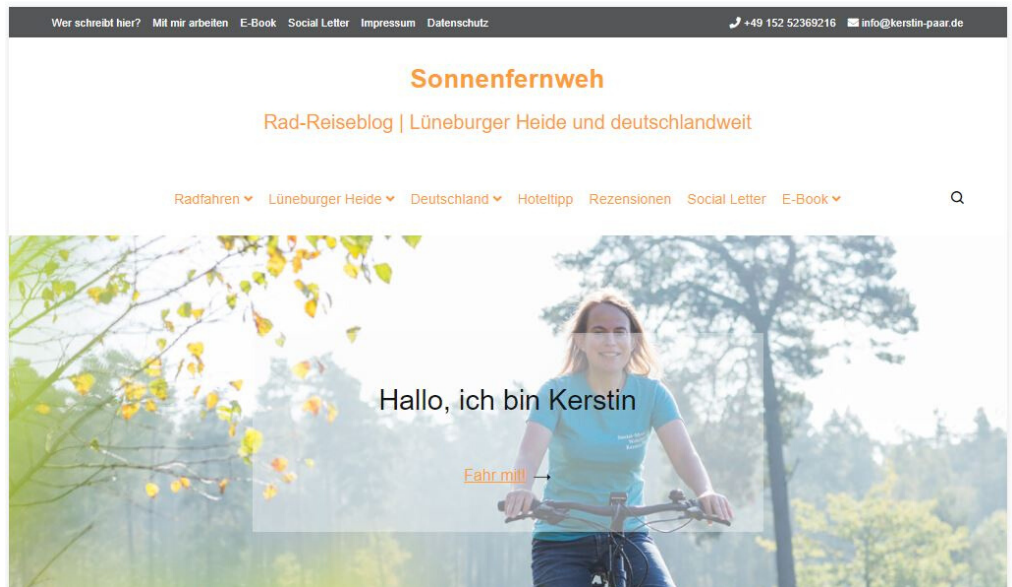 Wer schreibt hier? Mit mir arbeiten E-Book Social Letter Impressum Datenschutz +49 152 52369216 info@kerstin-paar.de
Sonnenfernweh
Rad-Reiseblog | Lüneburger Heide und deutschlandweit
Radfahren Lüneburger Heide Deutschland Hoteltipp Rezensionen Social Letter E-Book
Hallo, ich bin Kerstin
Fahr mit! →